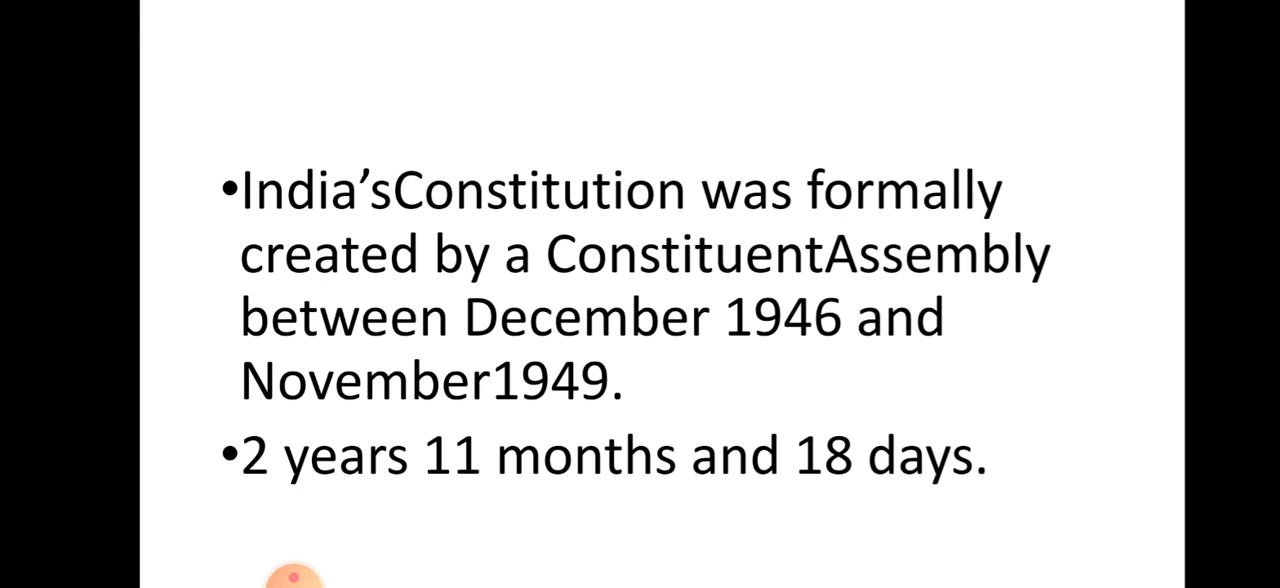 •India’sConstitution was formally
created by a ConstituentAssembly
between December 1946 and
November1949.
•2 years 11 months and 18 days.